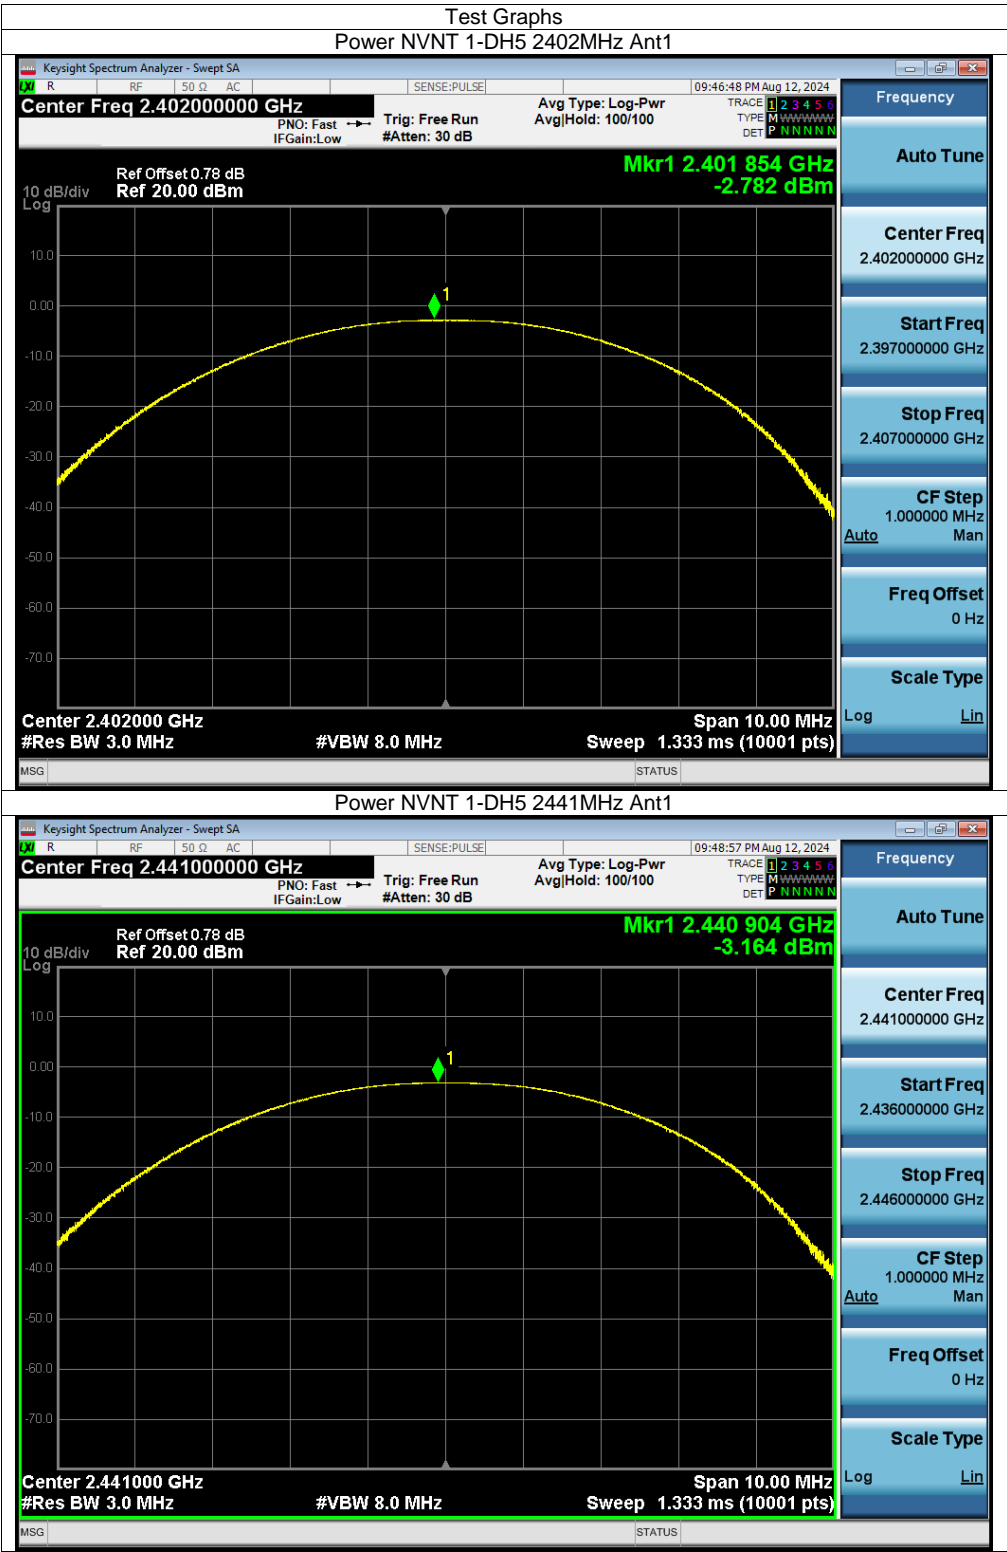 Test Graphs
Power NVNT 1-DH5 2402MHz Ant1
Keysight Spectrum Analyzer - Swept SA
LXI R RF 50 Ω AC SENSE:PULSE 09:46:48 PM Aug 12, 2024
Center Freq 2.402000000 GHz
PNO: Fast
IFGain:Low
Trig: Free Run
#Atten: 30 dB
Avg Type: Log-Pwr
Avg|Hold: 100/100
TRACE 1 2 3 4 5 6
TYPE M WWWWW
DET P N N N N N
Frequency
Mkr1 2.401 854 GHz
-2.782 dBm
Ref Offset 0.78 dB
10 dB/div Ref 20.00 dBm
Log
10.0
0.00
-10.0
-20.0
-30.0
-40.0
-50.0
-60.0
-70.0
1
Center 2.402000 GHz Span 10.00 MHz
#Res BW 3.0 MHz #VBW 8.0 MHz Sweep 1.333 ms (10001 pts)
Auto Tune
Center Freq
2.402000000 GHz
Start Freq
2.397000000 GHz
Stop Freq
2.407000000 GHz
CF Step
1.000000 MHz
Auto Man
Freq Offset
0 Hz
Scale Type
Log Lin
MSG STATUS
Power NVNT 1-DH5 2441MHz Ant1
Keysight Spectrum Analyzer - Swept SA
LXI R RF 50 Ω AC SENSE:PULSE 09:48:57 PM Aug 12, 2024
Center Freq 2.441000000 GHz
PNO: Fast
IFGain:Low
Trig: Free Run
#Atten: 30 dB
Avg Type: Log-Pwr
Avg|Hold: 100/100
TRACE 1 2 3 4 5 6
TYPE M WWWWW
DET P N N N N N
Frequency
Mkr1 2.440 904 GHz
-3.164 dBm
Ref Offset 0.78 dB
10 dB/div Ref 20.00 dBm
Log
10.0
0.00
-10.0
-20.0
-30.0
-40.0
-50.0
-60.0
-70.0
1
Center 2.441000 GHz Span 10.00 MHz
#Res BW 3.0 MHz #VBW 8.0 MHz Sweep 1.333 ms (10001 pts)
Auto Tune
Center Freq
2.441000000 GHz
Start Freq
2.436000000 GHz
Stop Freq
2.446000000 GHz
CF Step
1.000000 MHz
Auto Man
Freq Offset
0 Hz
Scale Type
Log Lin
MSG STATUS